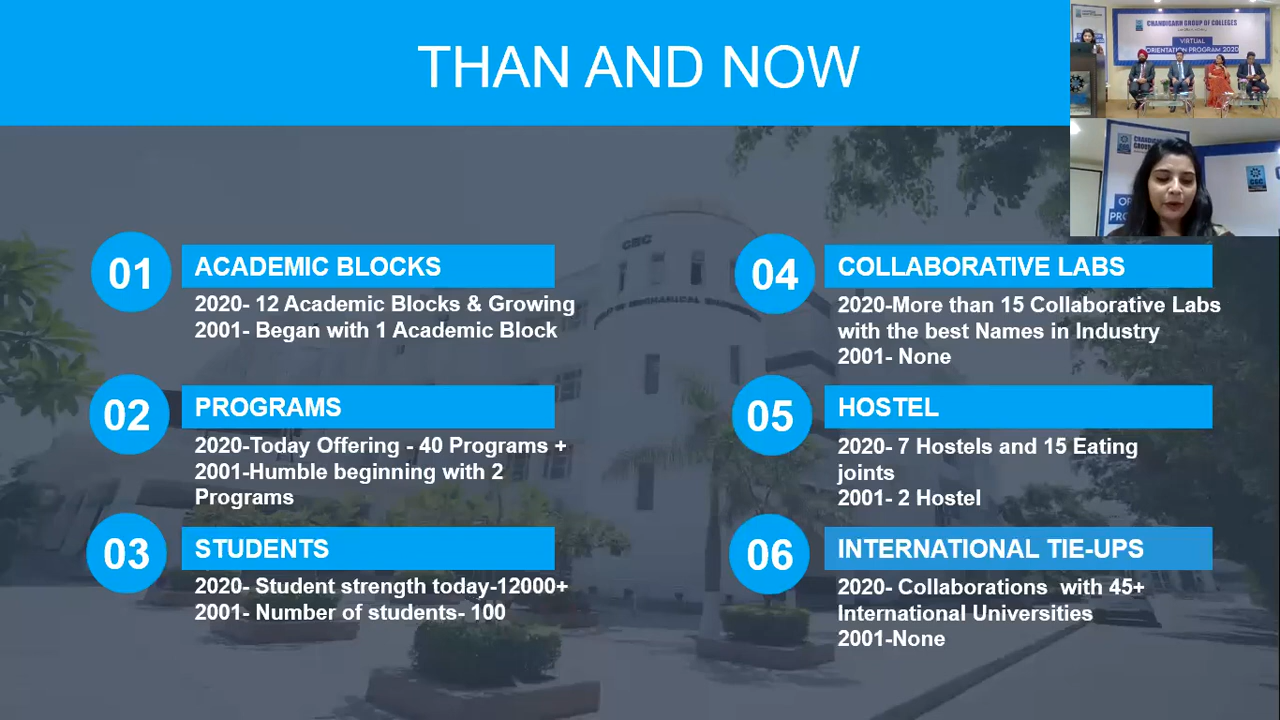 THAN AND NOW
CHANDIGARH GROUP OF COLLEGES
VIRTUAL
ORIENTATION PROGRAM 2020
CGC
01
ACADEMIC BLOCKS
2020- 12 Academic Blocks & Growing
2001- Began with 1 Academic Block
02
PROGRAMS
2020-Today Offering - 40 Programs +
2001-Humble beginning with 2
Programs
03
STUDENTS
2020- Student strength today-12000+
2001- Number of students- 100
04
COLLABORATIVE LABS
2020-More than 15 Collaborative Labs
with the best Names in Industry
2001- None
05
HOSTEL
2020- 7 Hostels and 15 Eating
joints
2001- 2 Hostel
06
INTERNATIONAL TIE-UPS
2020- Collaborations  with 45+
International Universities
2001-None